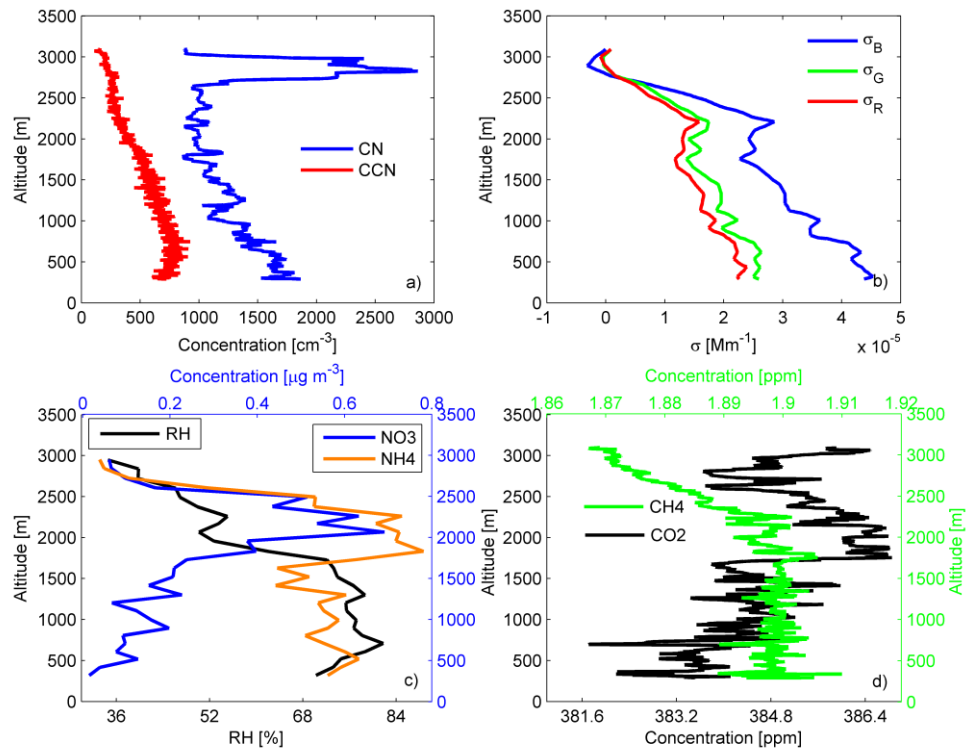 3500
3000
2500
2000
1500
1000
500
0
Altitude [m]
CN
CCN
a)
0 500 1000 1500 2000 2500 3000
Concentration [cm⁻³]
3500
3000
2500
2000
1500
1000
500
0
Altitude [m]
σB
σG
σR
b)
-1 0 1 2 3 4 5
σ [Mm⁻¹]
x 10⁻⁵
Concentration [μg m⁻³]
0 0.2 0.4 0.6 0.8
3500
3000
2500
2000
1500
1000
500
0
Altitude [m]
RH
NO3
NH4
3500
3000
2500
2000
1500
1000
500
0
c)
36 52 68 84
RH [%]
Concentration [ppm]
1.86 1.87 1.88 1.89 1.9 1.91 1.92
3500
3000
2500
2000
1500
1000
500
0
Altitude [m]
CH4
CO2
3500
3000
2500
2000
1500
1000
500
0
Altitude [m]
d)
381.6 383.2 384.8 386.4
Concentration [ppm]